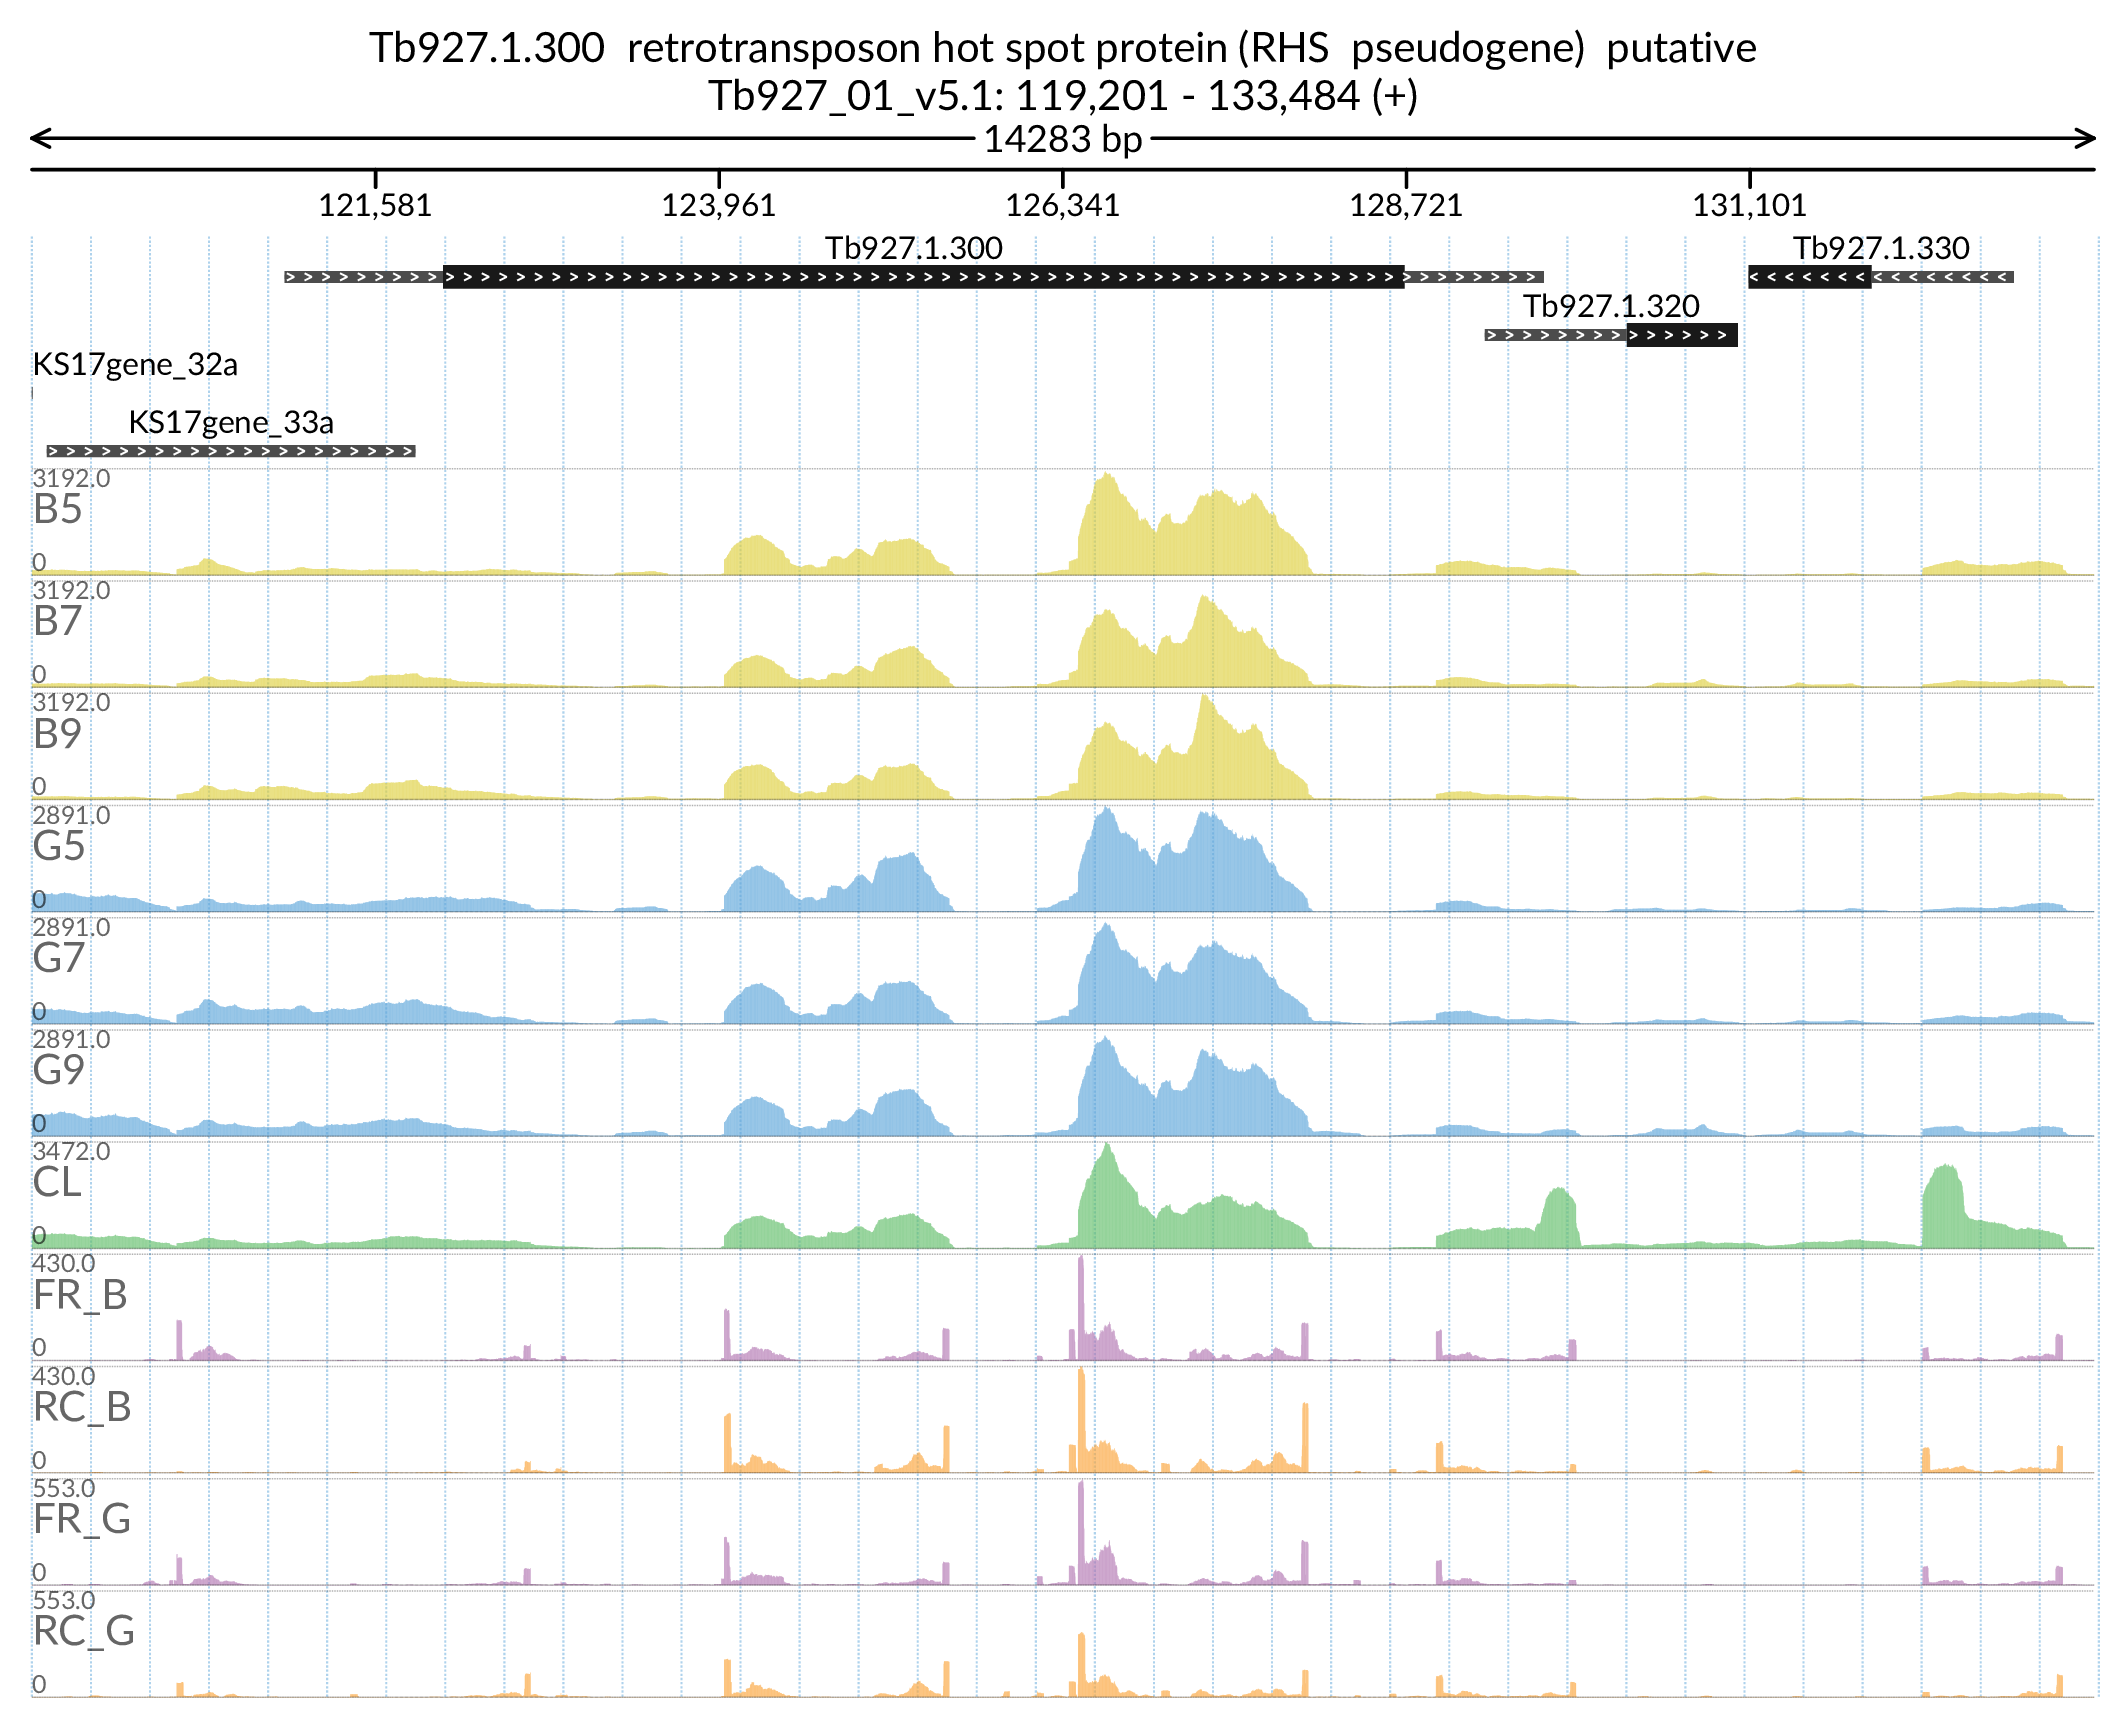 Tb927.1.300 retrotransposon hot spot protein (RHS pseudogene) putative
Tb927_01_v5.1: 119,201 - 133,484 (+)
14283 bp
121,581 123,961 126,341 128,721 131,101
Tb927.1.300 Tb927.1.330
Tb927.1.320
KS17gene_32a
KS17gene_33a
3192.0
B5
0
3192.0
B7
0
3192.0
B9
0
2891.0
G5
0
2891.0
G7
0
2891.0
G9
0
3472.0
CL
0
430.0
FR_B
0
430.0
RC_B
0
553.0
FR_G
0
553.0
RC_G
0